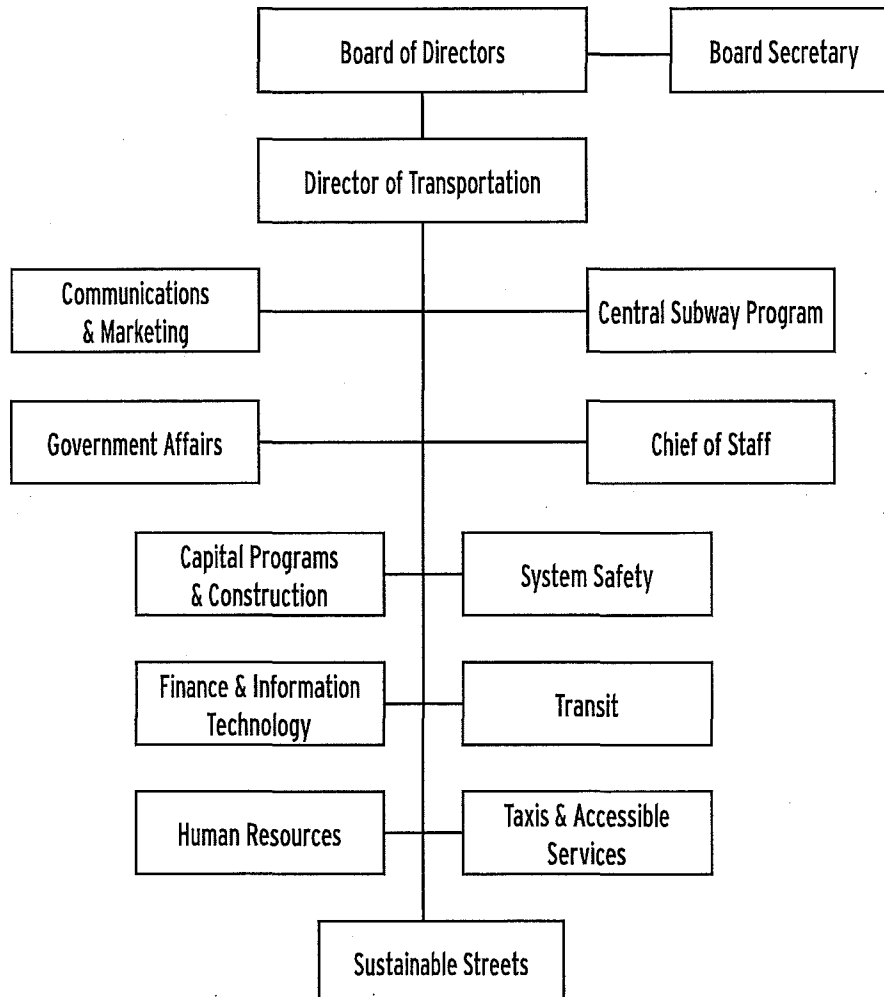 Board of Directors
Board Secretary
Director of Transportation
Communications
& Marketing
Central Subway Program
Government Affairs
Chief of Staff
Capital Programs
& Construction
System Safety
Finance & Information
Technology
Transit
Human Resources
Taxis & Accessible
Services
Sustainable Streets